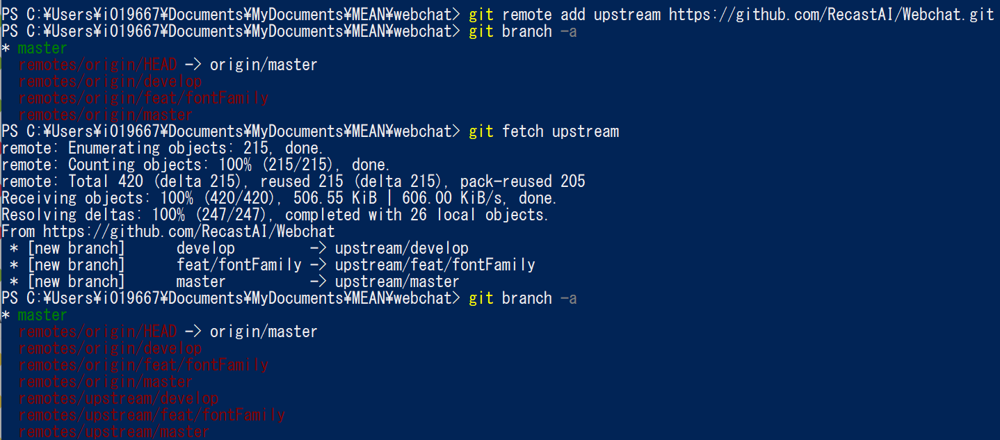 PS C:¥Users¥i019667¥Documents¥MyDocuments¥MEAN¥webchat> git remote add upstream https://github.com/RecastAI/Webchat.git
PS C:¥Users¥i019667¥Documents¥MyDocuments¥MEAN¥webchat> git branch -a
* master
  remotes/origin/HEAD -> origin/master
  remotes/origin/develop
  remotes/origin/feat/fontFamily
  remotes/origin/master
PS C:¥Users¥i019667¥Documents¥MyDocuments¥MEAN¥webchat> git fetch upstream
remote: Enumerating objects: 215, done.
remote: Counting objects: 100% (215/215), done.
remote: Total 420 (delta 215), reused 215 (delta 215), pack-reused 205
Receiving objects: 100% (420/420), 506.55 KiB | 606.00 KiB/s, done.
Resolving deltas: 100% (247/247), completed with 26 local objects.
From https://github.com/RecastAI/Webchat
 * [new branch]      develop         -> upstream/develop
 * [new branch]      feat/fontFamily -> upstream/feat/fontFamily
 * [new branch]      master          -> upstream/master
PS C:¥Users¥i019667¥Documents¥MyDocuments¥MEAN¥webchat> git branch -a
* master
  remotes/origin/HEAD -> origin/master
  remotes/origin/develop
  remotes/origin/feat/fontFamily
  remotes/origin/master
  remotes/upstream/develop
  remotes/upstream/feat/fontFamily
  remotes/upstream/master